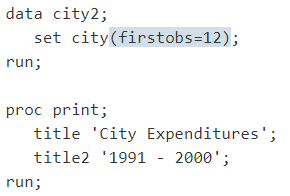 data city2;
   set city(firstobs=12);
run;

proc print;
   title 'City Expenditures';
   title2 '1991 - 2000';
run;